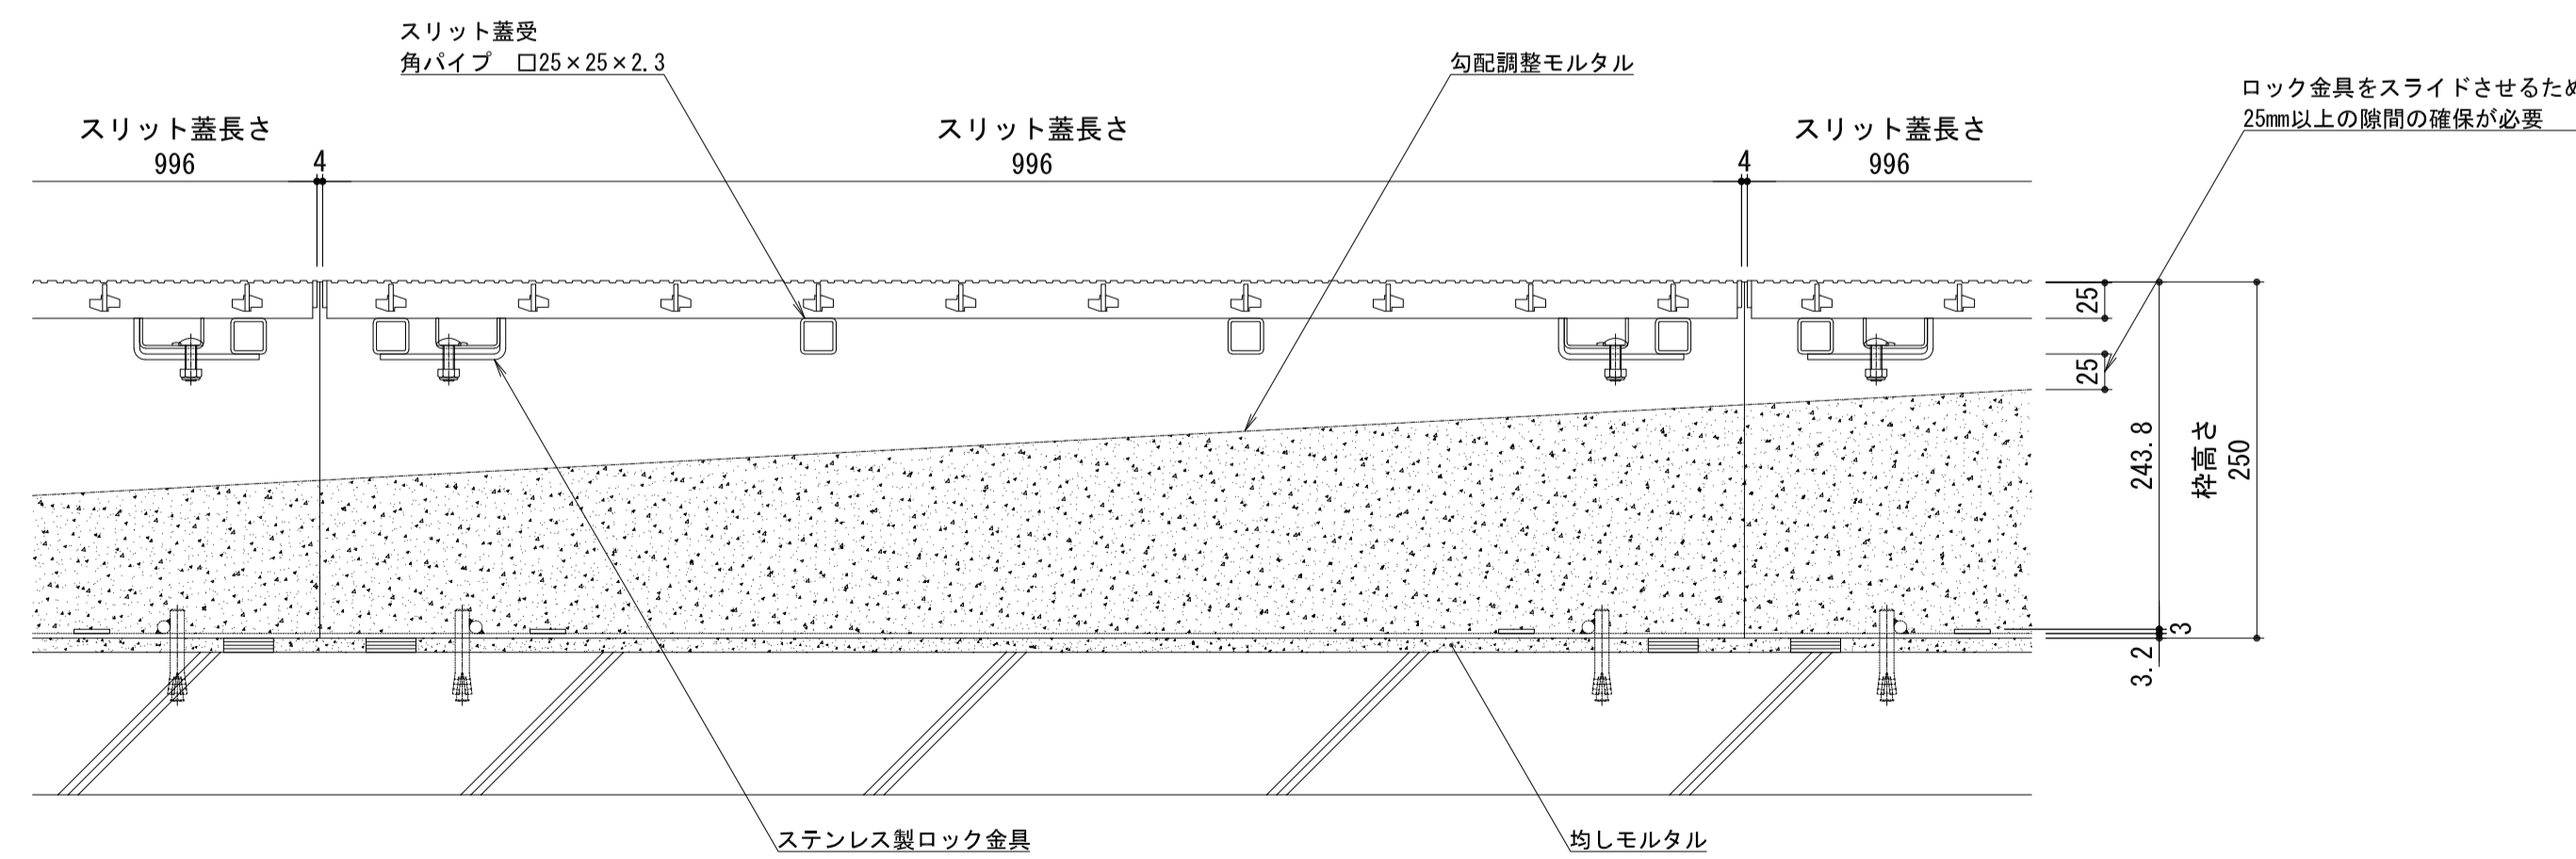 スリット蓋受
角パイプ　□25×25×2.3
勾配調整モルタル
ロック金具をスライドさせるため
25mm以上の隙間の確保が必要
スリット蓋長さ
996
4
スリット蓋長さ
996
4
スリット蓋長さ
996
25
25
243.8
枠高さ
250
3
3.2
ステンレス製ロック金具
均しモルタル